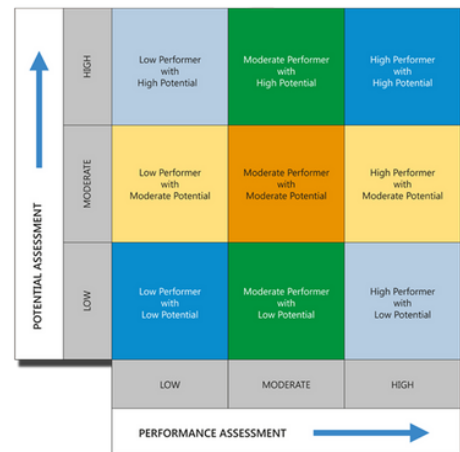 POTENTIAL ASSESSMENT
HIGH
Low Performer
with
High Potential
Moderate Performer
with
High Potential
High Performer
with
High Potential
MODERATE
Low Performer
with
Moderate Potential
Moderate Performer
with
Moderate Potential
High Performer
with
Moderate Potential
LOW
Low Performer
with
Low Potential
Moderate Performer
with
Low Potential
High Performer
with
Low Potential
LOW
MODERATE
HIGH
PERFORMANCE ASSESSMENT